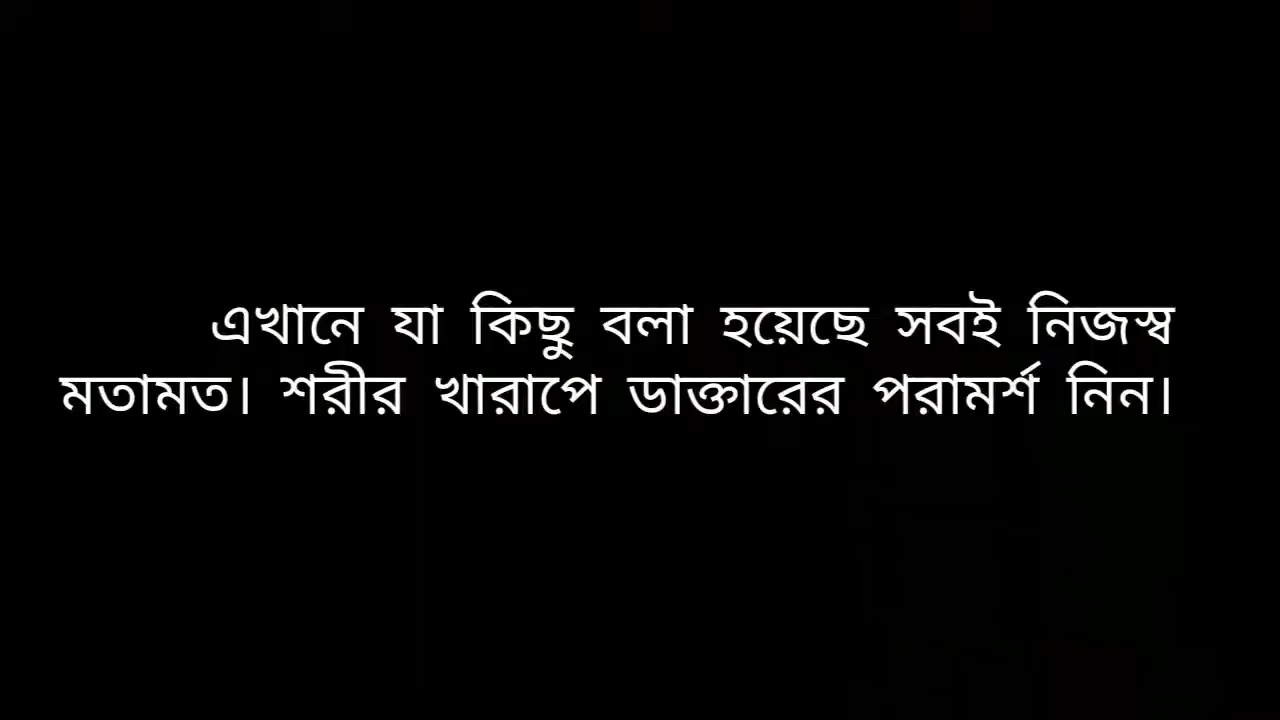 এখানে যা কিছু বলা হয়েছে সবই নিজস্ব
মতামত। শরীর খারাপে ডাক্তারের পরামর্শ নিন।